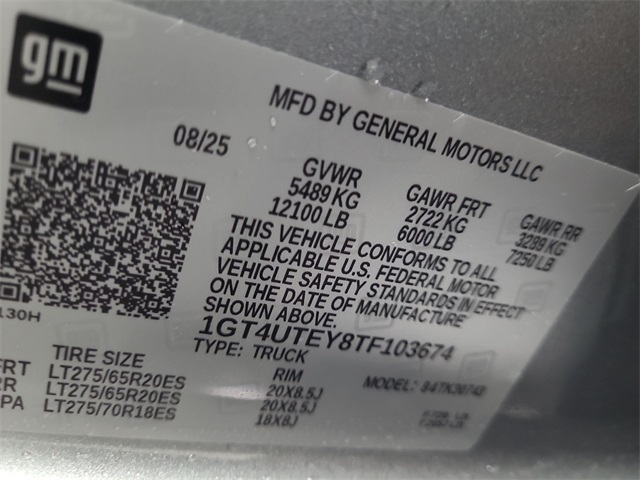 gm
MFD BY GENERAL MOTORS LLC
08/25
GVWR GAWR FRT GAWR RR
5489 KG 2722 KG 3289 KG
12100 LB 6000 LB 7250 LB
THIS VEHICLE CONFORMS TO ALL
APPLICABLE U.S. FEDERAL MOTOR
VEHICLE SAFETY STANDARDS IN EFFECT
ON THE DATE OF MANUFACTURE
SHOWN ABOVE.
130H
1GT4UTEY8TF103674
TYPE: TRUCK
MODEL:
TIRE SIZE RIM
FRT LT275/65R20ES 20X8.5J
RR LT275/65R20ES 20X8.5J
PA LT275/70R18ES 18X8J